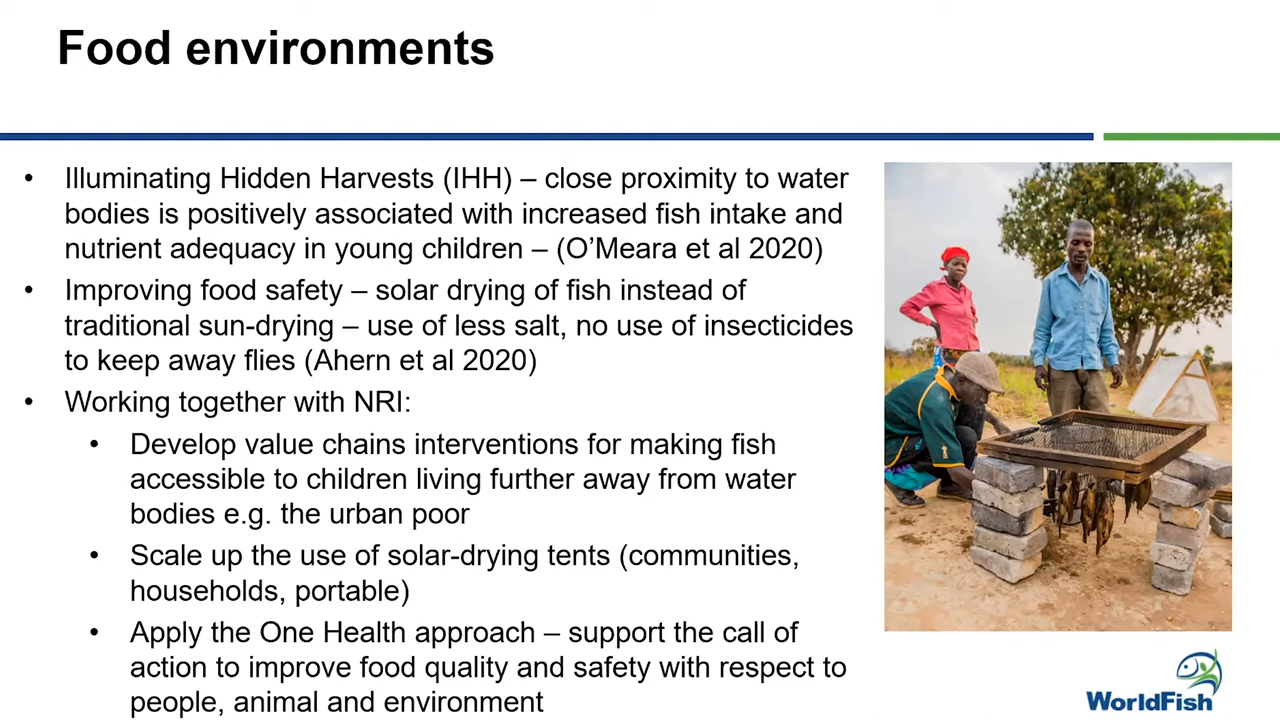 Food environments
• Illuminating Hidden Harvests (IHH) – close proximity to water
bodies is positively associated with increased fish intake and
nutrient adequacy in young children – (O’Meara et al 2020)
• Improving food safety – solar drying of fish instead of
traditional sun-drying – use of less salt, no use of insecticides
to keep away flies (Ahern et al 2020)
• Working together with NRI:
• Develop value chains interventions for making fish
accessible to children living further away from water
bodies e.g. the urban poor
• Scale up the use of solar-drying tents (communities,
households, portable)
• Apply the One Health approach – support the call of
action to improve food quality and safety with respect to
people, animal and environment
WorldFish